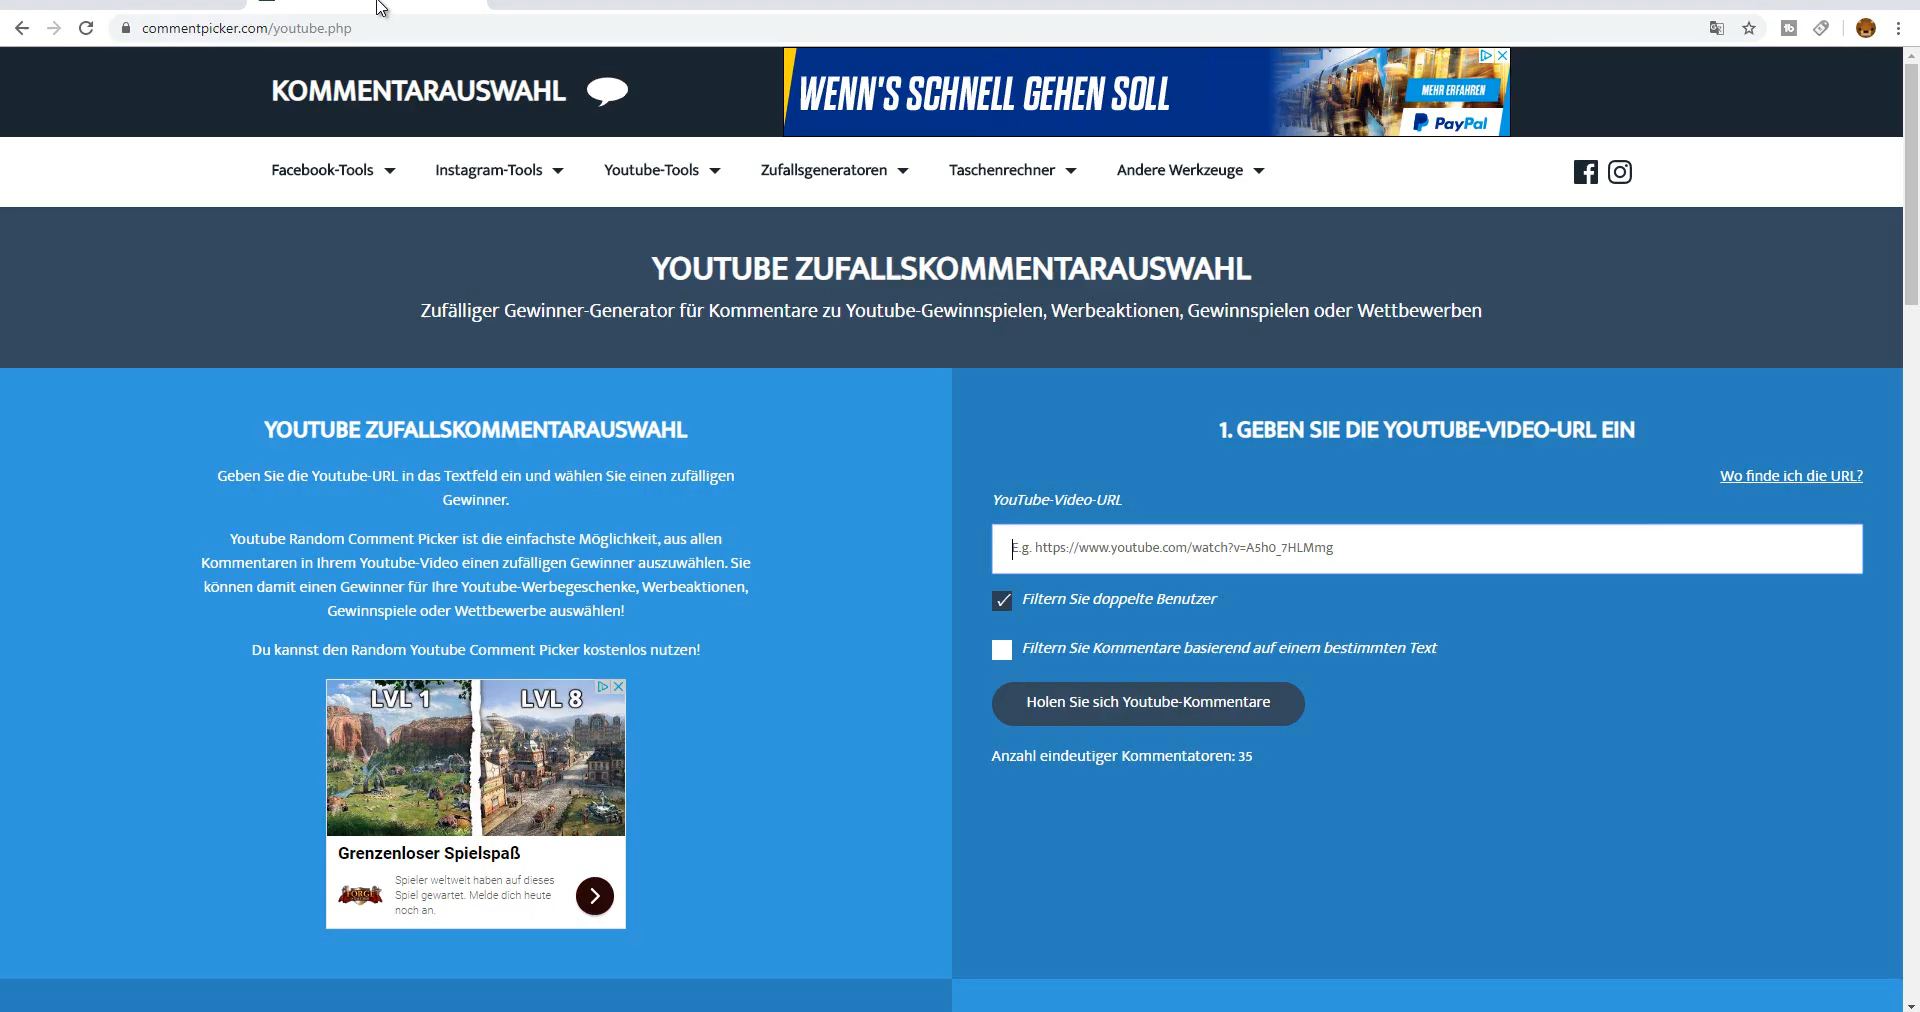 commentpicker.com/youtube.php
KOMMENTARAUSWAHL
WENN'S SCHNELL GEHEN SOLL
MEHR ERFAHREN
PayPal
Facebook-Tools
Instagram-Tools
Youtube-Tools
Zufallsgeneratoren
Taschenrechner
Andere Werkzeuge
YOUTUBE ZUFALLSKOMMENTARAUSWAHL
Zufälliger Gewinner-Generator für Kommentare zu Youtube-Gewinnspielen, Werbeaktionen, Gewinnspielen oder Wettbewerben
YOUTUBE ZUFALLSKOMMENTARAUSWAHL
Geben Sie die Youtube-URL in das Textfeld ein und wählen Sie einen zufälligen
Gewinner.
Youtube Random Comment Picker ist die einfachste Möglichkeit, aus allen
Kommentaren in Ihrem Youtube-Video einen zufälligen Gewinner auszuwählen. Sie
können damit einen Gewinner für Ihre Youtube-Werbegeschenke, Werbeaktionen,
Gewinnspiele oder Wettbewerbe auswählen!
Du kannst den Random Youtube Comment Picker kostenlos nutzen!
LVL 1
LVL 8
Grenzenloser Spielspaß
FORGE
Spieler weltweit haben auf dieses
Spiel gewartet. Melde dich heute
noch an.
1. GEBEN SIE DIE YOUTUBE-VIDEO-URL EIN
Wo finde ich die URL?
YouTube-Video-URL
E.g. https://www.youtube.com/watch?v=A5h0_7HLMmg
Filtern Sie doppelte Benutzer
Filtern Sie Kommentare basierend auf einem bestimmten Text
Holen Sie sich Youtube-Kommentare
Anzahl eindeutiger Kommentatoren: 35